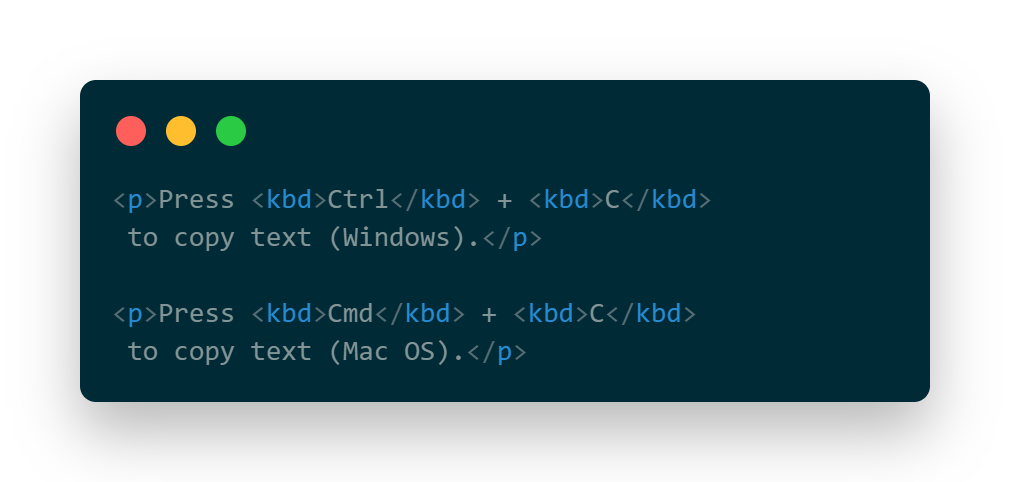 <p>Press <kbd>Ctrl</kbd> + <kbd>C</kbd>
to copy text (Windows).</p>
<p>Press <kbd>Cmd</kbd> + <kbd>C</kbd>
to copy text (Mac OS).</p>